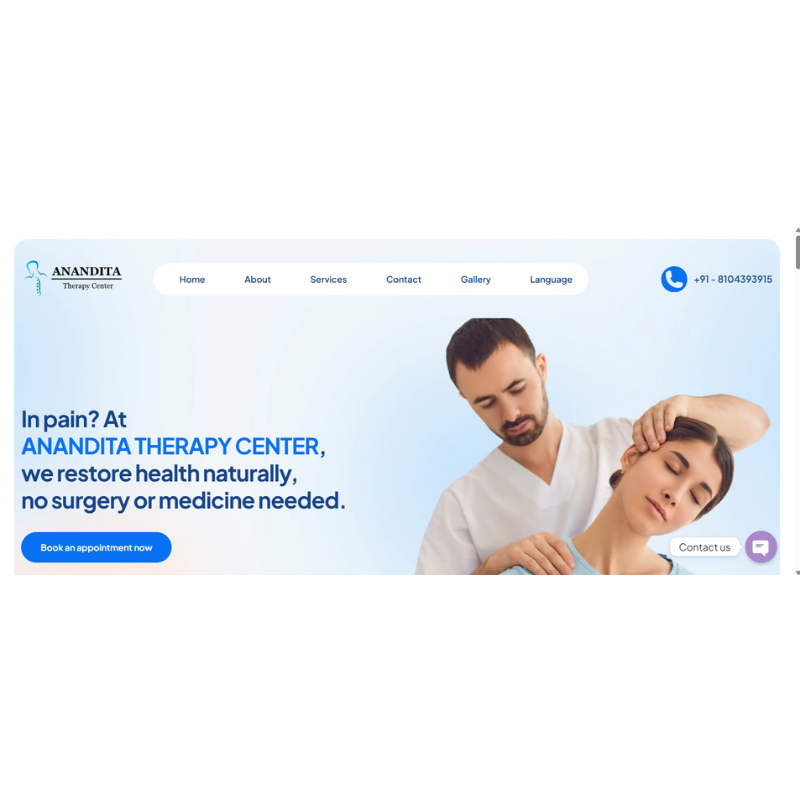 ANANDITA
Therapy Center
Home About Services Contact Gallery Language
+91 - 8104393915
In pain? At
ANANDITA THERAPY CENTER,
we restore health naturally,
no surgery or medicine needed.
Book an appointment now
Contact us